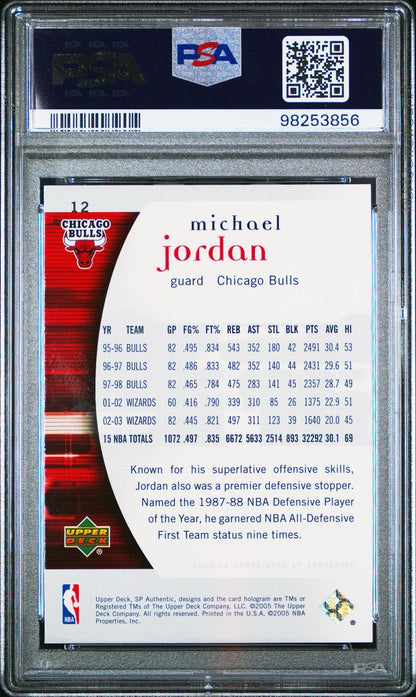 PSA PSA PSA
PSA
PSA
PSA PSA PSA
98253856
12
CHICAGO
BULLS
michael
jordan
guard Chicago Bulls
YR TEAM GP FG% FT% REB AST STL BLK PTS AVG HI
95-96 BULLS 82 .495 .834 543 352 180 42 2491 30.4 53
96-97 BULLS 82 .486 .833 482 352 140 44 2431 29.6 51
97-98 BULLS 82 .465 .784 475 283 141 45 2357 28.7 49
01-02 WIZARDS 60 .416 .790 339 310 85 26 1375 22.9 51
02-03 WIZARDS 82 .445 .821 497 311 123 39 1640 20.0 45
15 NBA TOTALS 1072 .497 .835 6672 5633 2514 893 32292 30.1 69
Known for his superlative offensive skills,
Jordan also was a premier defensive stopper.
Named the 1987-88 NBA Defensive Player
of the Year, he garnered NBA All-Defensive
First Team status nine times.
UPPER
DECK
®
NBA
Upper Deck, SP Authentic, designs and the card hologram are TMs or
Registered TMs of The Upper Deck Company, LLC. ©2005 The Upper
Deck Company. All rights reserved. Printed in the U.S.A. ©2005 NBA
Properties, Inc.
®
PSA